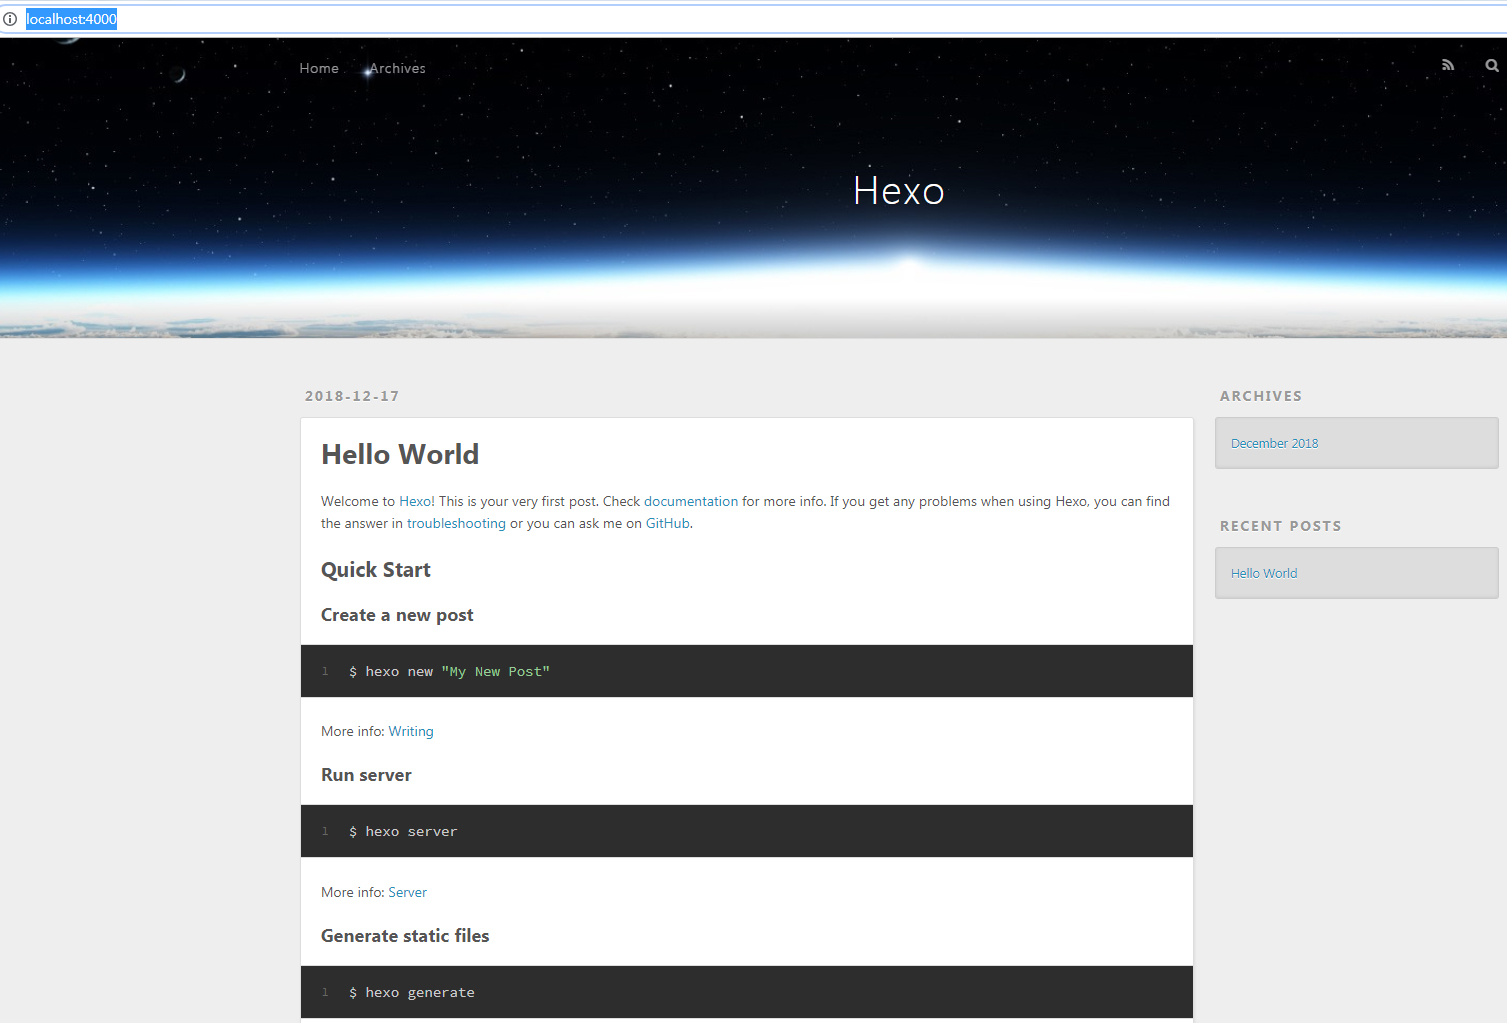 localhost:4000
Home Archives
Hexo
2018-12-17
Hello World
Welcome to Hexo! This is your very first post. Check documentation for more info. If you get any problems when using Hexo, you can find
the answer in troubleshooting or you can ask me on GitHub.
Quick Start
Create a new post
1 $ hexo new "My New Post"
More info: Writing
Run server
1 $ hexo server
More info: Server
Generate static files
1 $ hexo generate
ARCHIVES
December 2018
RECENT POSTS
Hello World